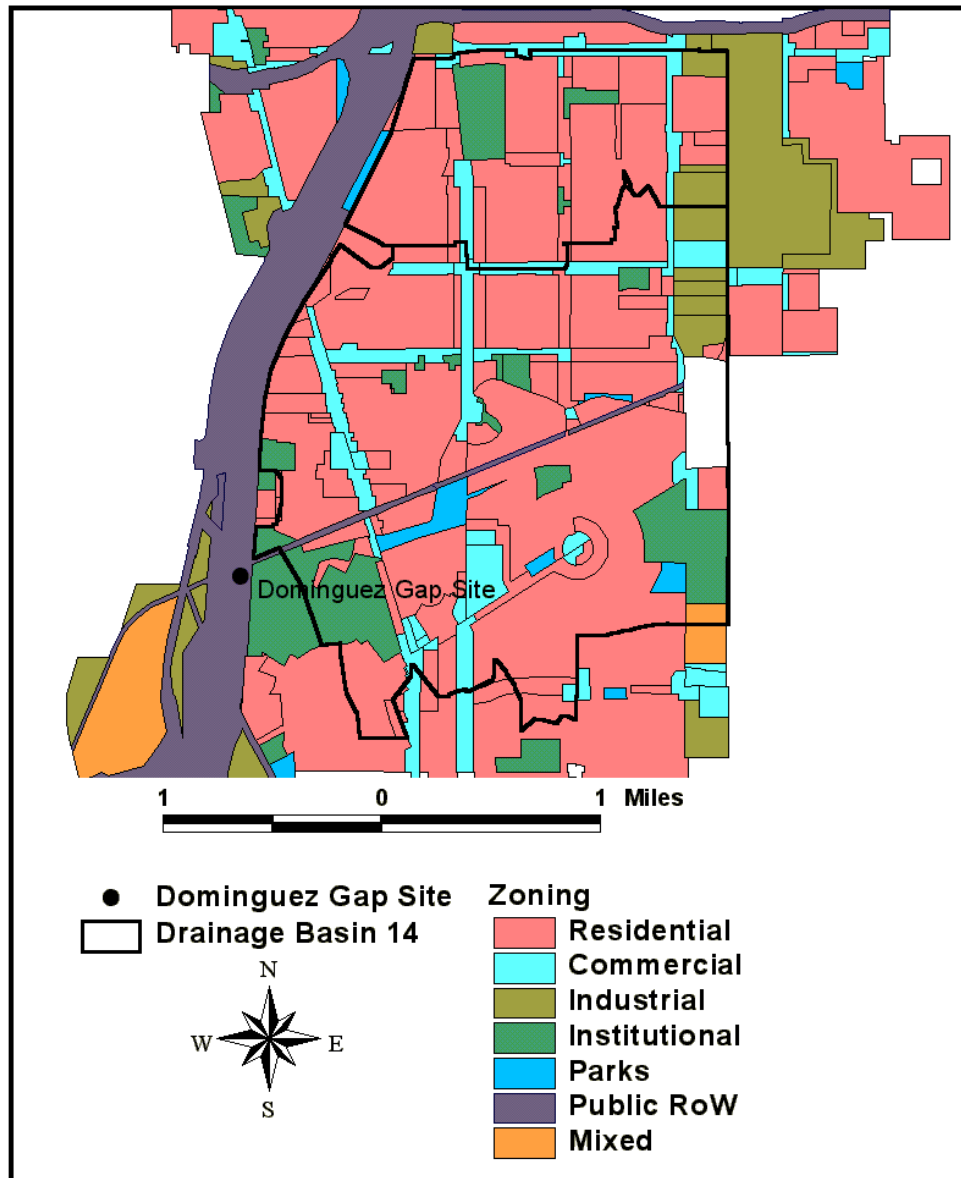 Dominguez Gap Site
1 0 1 Miles
Dominguez Gap Site
Drainage Basin 14
N
W E
S
Zoning
Residential
Commercial
Industrial
Institutional
Parks
Public RoW
Mixed